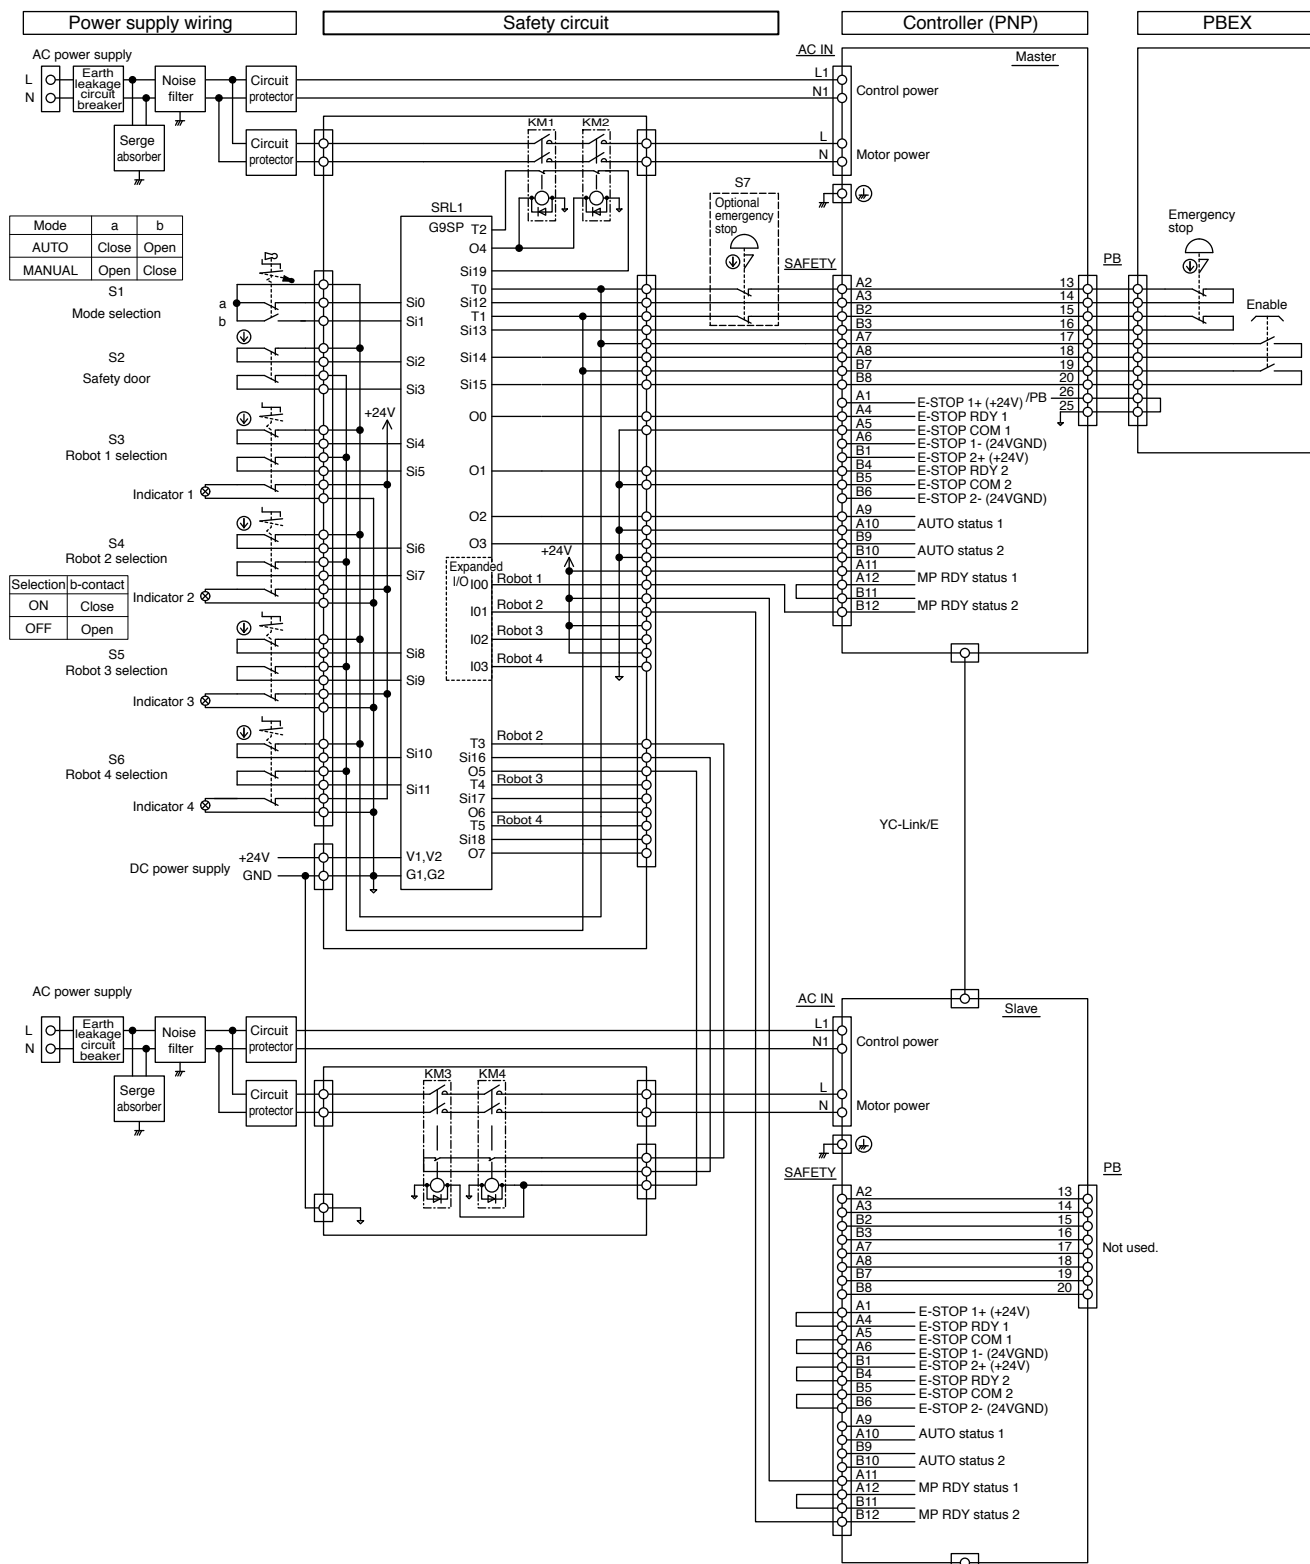 Power supply wiring
Safety circuit
Controller (PNP)
PBEX
AC power supply
L
N
Earth
leakage
circuit
breaker
Noise
filter
Circuit
protector
Serge
absorber
Circuit
protector
KM1
KM2
AC IN
Master
L1
N1
Control power
L
N
Motor power
Mode a b
AUTO Close Open
MANUAL Open Close
S1
Mode selection
a
b
S2
Safety door
S3
Robot 1 selection
Indicator 1
S4
Robot 2 selection
Selection b-contact
ON Close
OFF Open
Indicator 2
S5
Robot 3 selection
Indicator 3
S6
Robot 4 selection
Indicator 4
DC power supply
+24V
GND
+24V
SRL1
G9SP
Si0
Si1
Si2
Si3
Si4
Si5
Si6
Si7
Si8
Si9
Si10
Si11
V1,V2
G1,G2
T2
O4
Si19
T0
Si12
T1
Si13
Si14
Si15
O0
O1
O2
O3
Expanded
I/O
I00 Robot 1
I01 Robot 2
I02 Robot 3
I03 Robot 4
+24V
T3 Robot 2
Si16
O5
T4 Robot 3
Si17
O6
T5 Robot 4
Si18
O7
S7
Optional
emergency
stop
SAFETY
A2 13
A3 14
B2 15
B3 16
A7 17
A8 18
B7 19
B8 20
A1 E-STOP 1+ (+24V) /PB 26
A4 E-STOP RDY 1 25
A5 E-STOP COM 1
A6 E-STOP 1- (24VGND)
B1 E-STOP 2+ (+24V)
B4 E-STOP RDY 2
B5 E-STOP COM 2
B6 E-STOP 2- (24VGND)
A9
A10 AUTO status 1
B9
B10 AUTO status 2
A11
A12 MP RDY status 1
B11
B12 MP RDY status 2
PB
Emergency
stop
Enable
YC-Link/E
AC power supply
L
N
Earth
leakage
circuit
beaker
Noise
filter
Circuit
protector
Serge
absorber
Circuit
protector
KM3
KM4
AC IN
Slave
L1
N1
Control power
L
N
Motor power
SAFETY
PB
A2 13
A3 14
B2 15
B3 16
A7 17
A8 18
B7 19
B8 20
Not used.
A1 E-STOP 1+ (+24V)
A4 E-STOP RDY 1
A5 E-STOP COM 1
A6 E-STOP 1- (24VGND)
B1 E-STOP 2+ (+24V)
B4 E-STOP RDY 2
B5 E-STOP COM 2
B6 E-STOP 2- (24VGND)
A9
A10 AUTO status 1
B9
B10 AUTO status 2
A11
A12 MP RDY status 1
B11
B12 MP RDY status 2